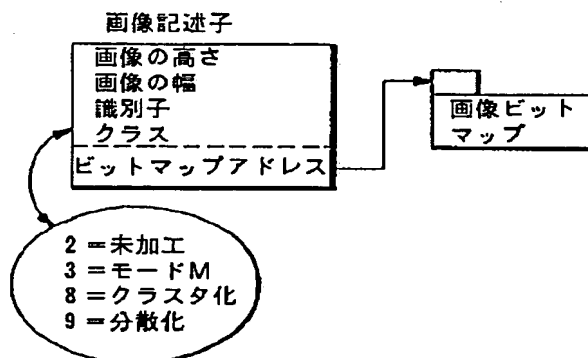 画像記述子
画像の高さ
画像の幅
識別子
クラス
ビットマップアドレス
画像ビット
マップ
2＝未加工
3＝モードM
8＝クラスタ化
9＝分散化